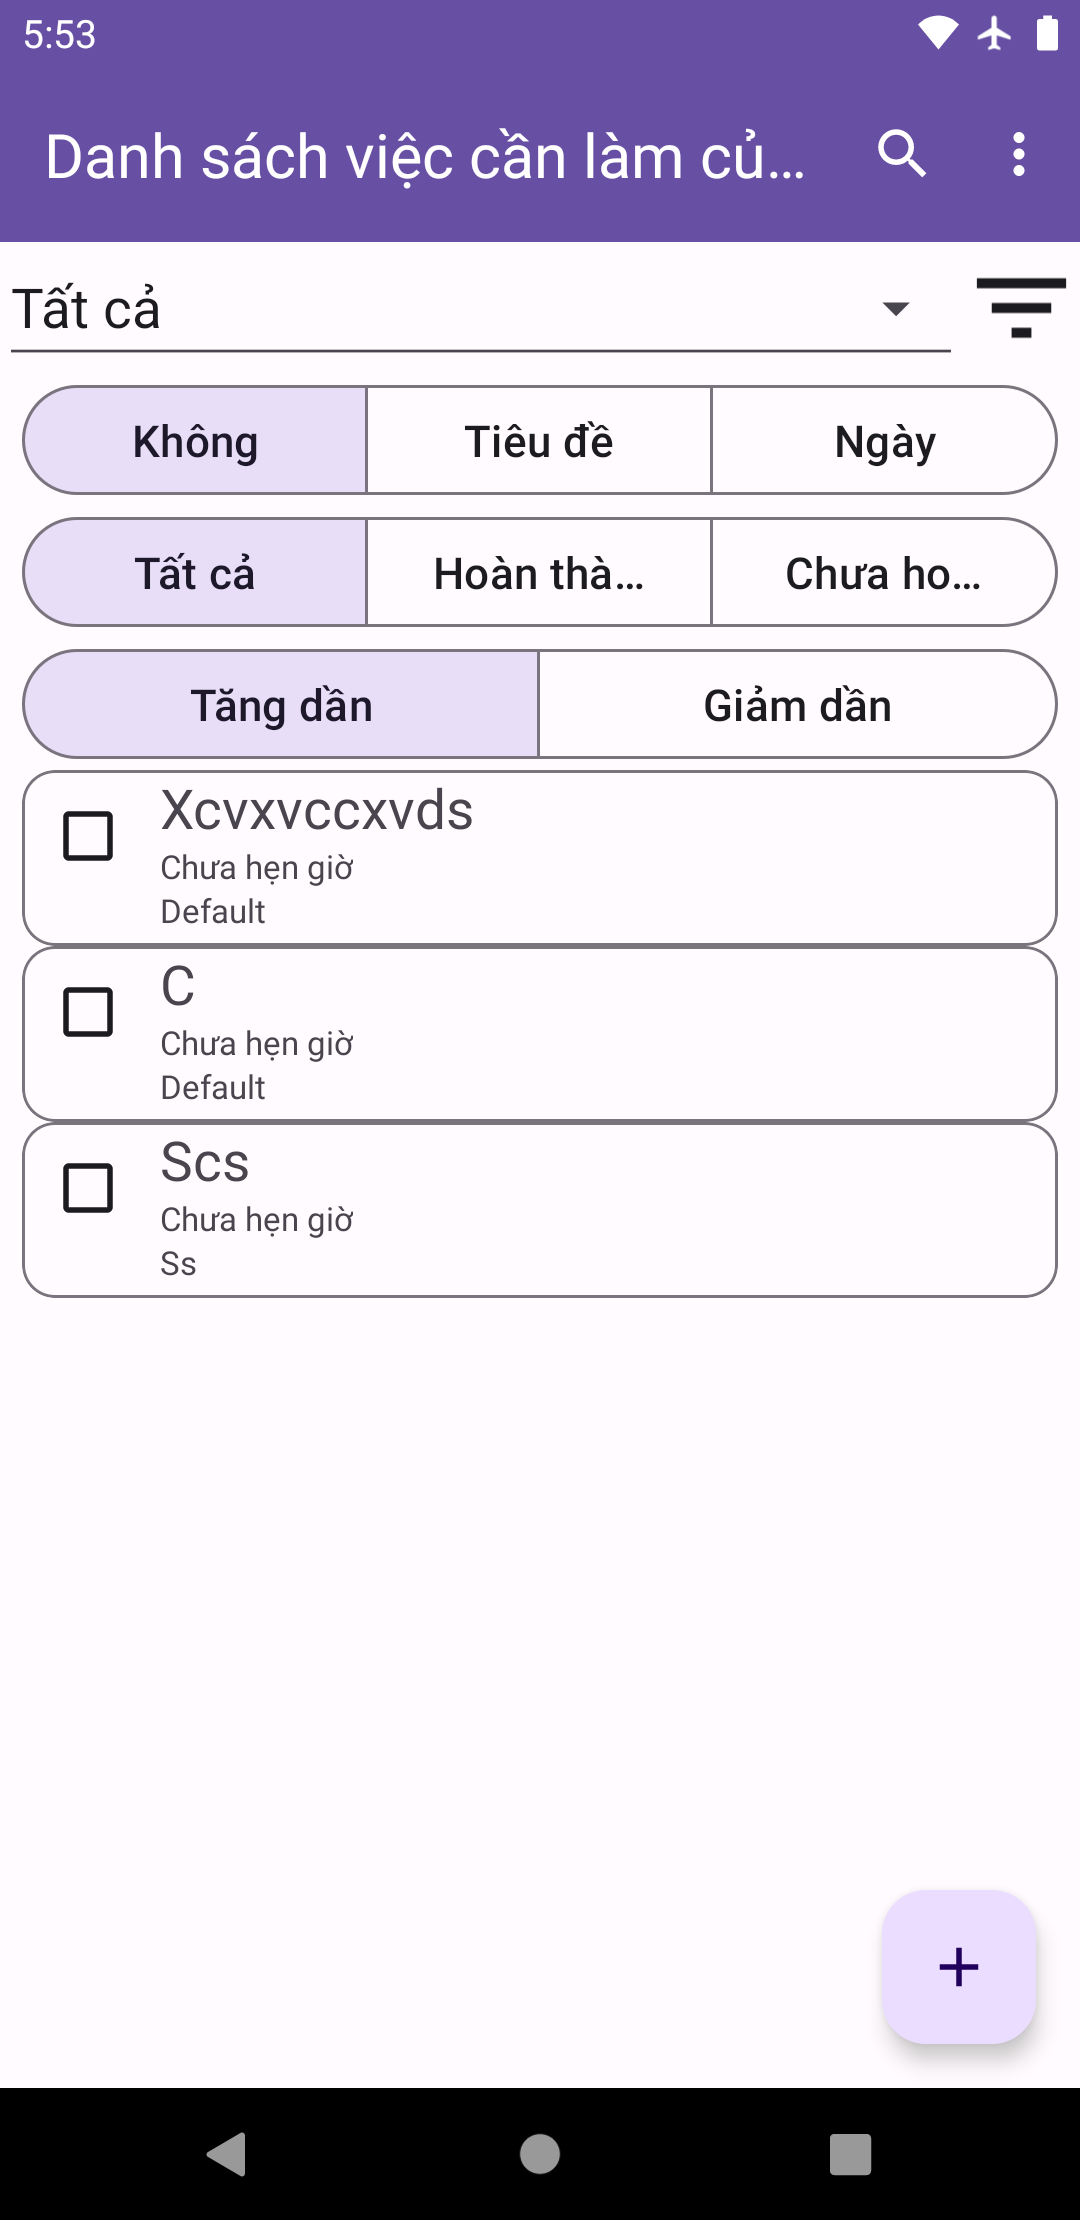 5:53
Danh sách việc cần làm củ...
Tất cả
Không Tiêu đề Ngày
Tất cả Hoàn thà... Chưa ho...
Tăng dần Giảm dần
Xcvxvccxvds
Chưa hẹn giờ
Default
C
Chưa hẹn giờ
Default
Scs
Chưa hẹn giờ
Ss